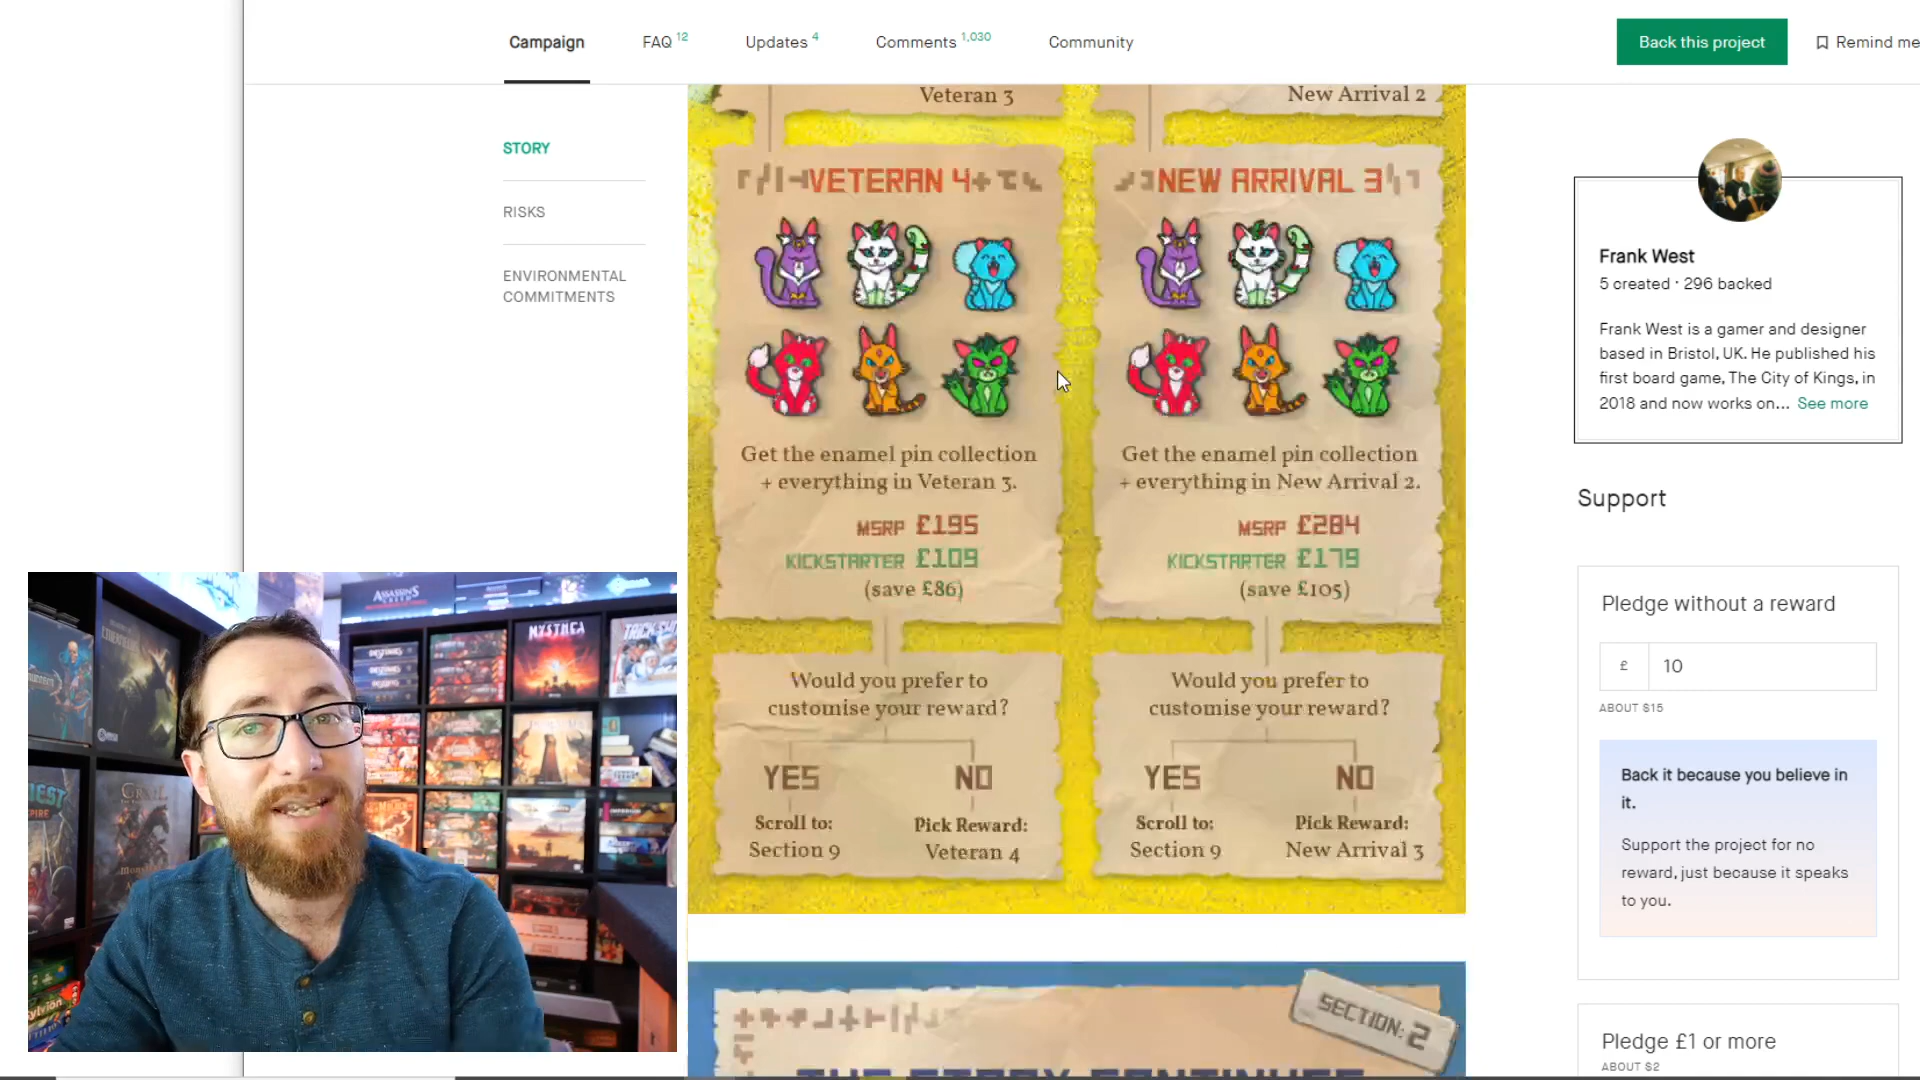 Campaign
FAQ 12
Updates 4
Comments 1,030
Community
Back this project
Remind me
STORY
RISKS
ENVIRONMENTAL
COMMITMENTS
Veteran 3
New Arrival 2
VETERAN 4
NEW ARRIVAL 3
Get the enamel pin collection
+ everything in Veteran 3.
MSRP £195
KICKSTARTER £109
(save £86)
Get the enamel pin collection
+ everything in New Arrival 2.
MSRP £284
KICKSTARTER £179
(save £105)
Would you prefer to
customise your reward?
YES
NO
Scroll to:
Section 9
Pick Reward:
Veteran 4
Would you prefer to
customise your reward?
YES
NO
Scroll to:
Section 9
Pick Reward:
New Arrival 3
SECTION: 2
THE STORY CONTINUES
Frank West
5 created · 296 backed
Frank West is a gamer and designer
based in Bristol, UK. He published his
first board game, The City of Kings, in
2018 and now works on... See more
Support
Pledge without a reward
£ 10
ABOUT $15
Back it because you believe in
it.
Support the project for no
reward, just because it speaks
to you.
Pledge £1 or more
ABOUT $2
ASSASSIN'S
MYSTHEA